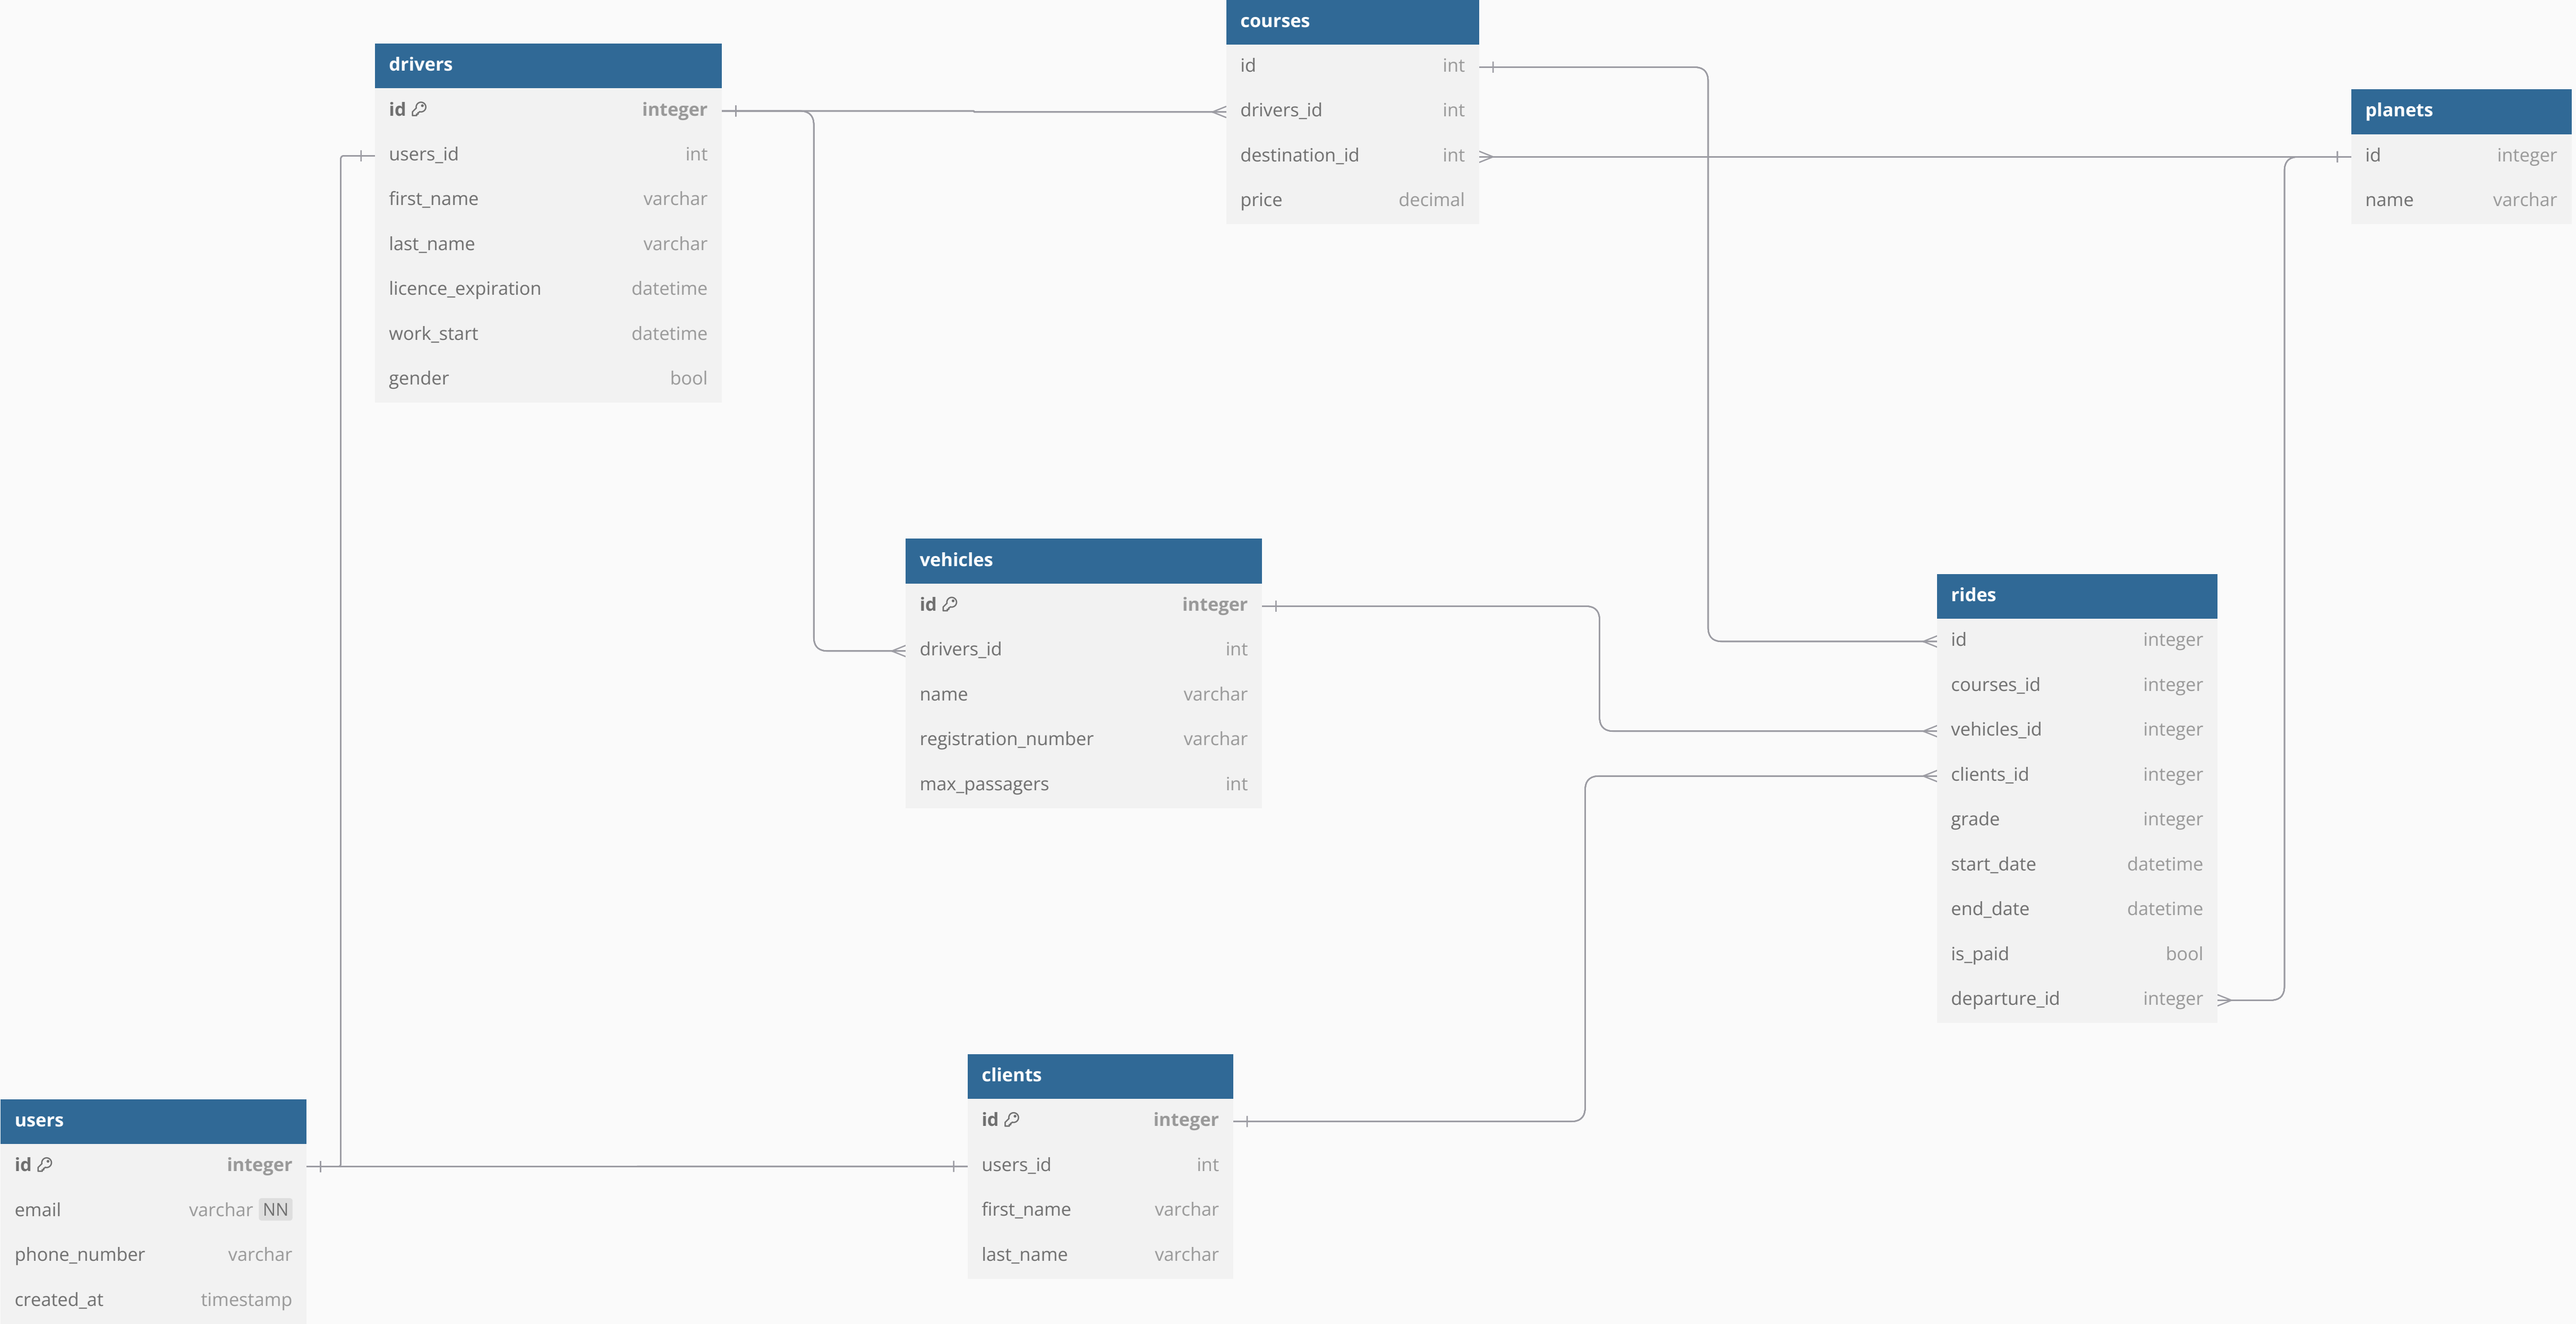 courses
id int
drivers_id int
destination_id int
price decimal
drivers
id integer
users_id int
first_name varchar
last_name varchar
licence_expiration datetime
work_start datetime
gender bool
planets
id integer
name varchar
vehicles
id integer
drivers_id int
name varchar
registration_number varchar
max_passagers int
rides
id integer
courses_id integer
vehicles_id integer
clients_id integer
grade integer
start_date datetime
end_date datetime
is_paid bool
departure_id integer
clients
id integer
users_id int
first_name varchar
last_name varchar
users
id integer
email varchar NN
phone_number varchar
created_at timestamp